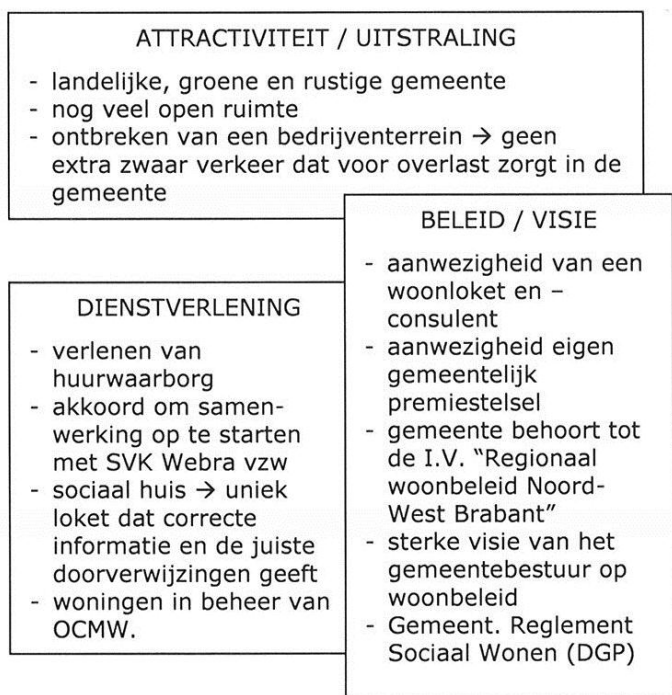 ATTRACTIVITEIT / UITSTRALING
- landelijke, groene en rustige gemeente
- nog veel open ruimte
- ontbreken van een bedrijventerrein → geen
extra zwaar verkeer dat voor overlast zorgt in de
gemeente
DIENSTVERLENING
- verlenen van
huurwaarborg
- akkoord om samen-
werking op te starten
met SVK Webra vzw
- sociaal huis → uniek
loket dat correcte
informatie en de juiste
doorverwijzingen geeft
- woningen in beheer van
OCMW.
BELEID / VISIE
- aanwezigheid van een
woonloket en –
consulent
- aanwezigheid eigen
gemeentelijk
premiestelsel
- gemeente behoort tot
de I.V. “Regionaal
woonbeleid Noord-
West Brabant”
- sterke visie van het
gemeentebestuur op
woonbeleid
- Gemeent. Reglement
Sociaal Wonen (DGP)